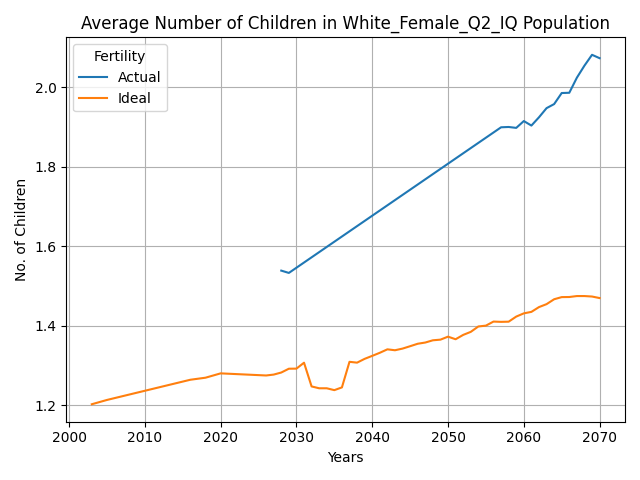 Average Number of Children in White_Female_Q2_IQ Population
Fertility
Actual
Ideal
No. of Children
2.0
1.8
1.6
1.4
1.2
2000 2010 2020 2030 2040 2050 2060 2070
Years